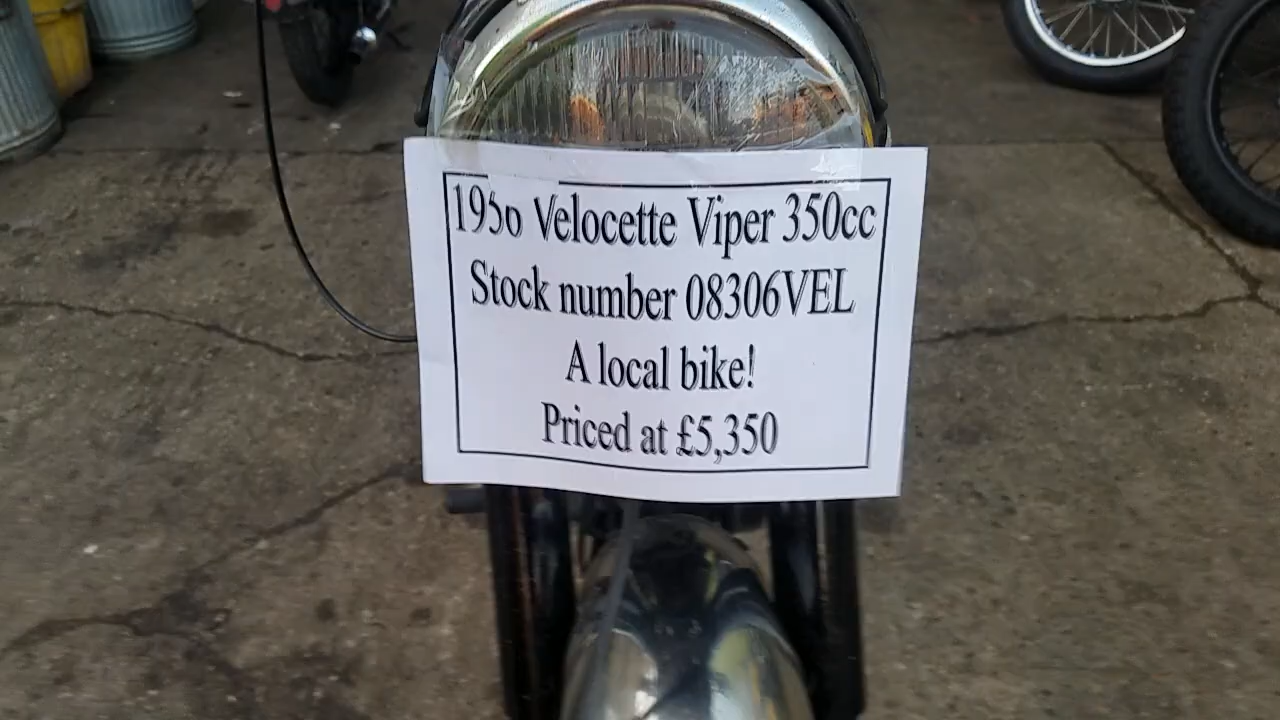 Velocette Viper 350cc
Stock number 08306VEL
A local bike!
Priced at £5,350